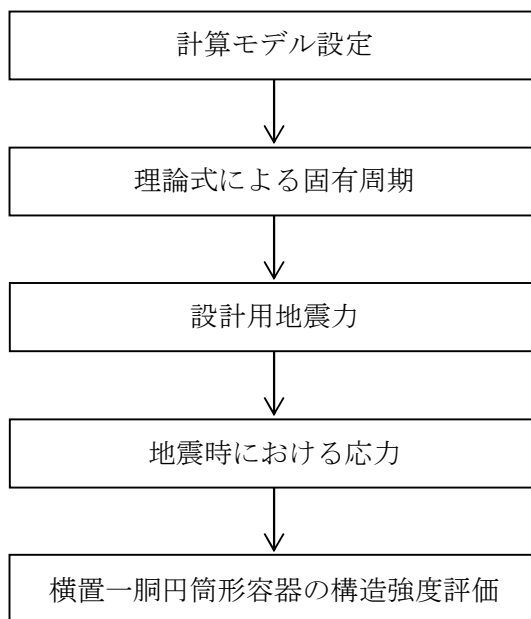 計算モデル設定
理論式による固有周期
設計用地震力
地震時における応力
横置一胴円筒形容器の構造強度評価